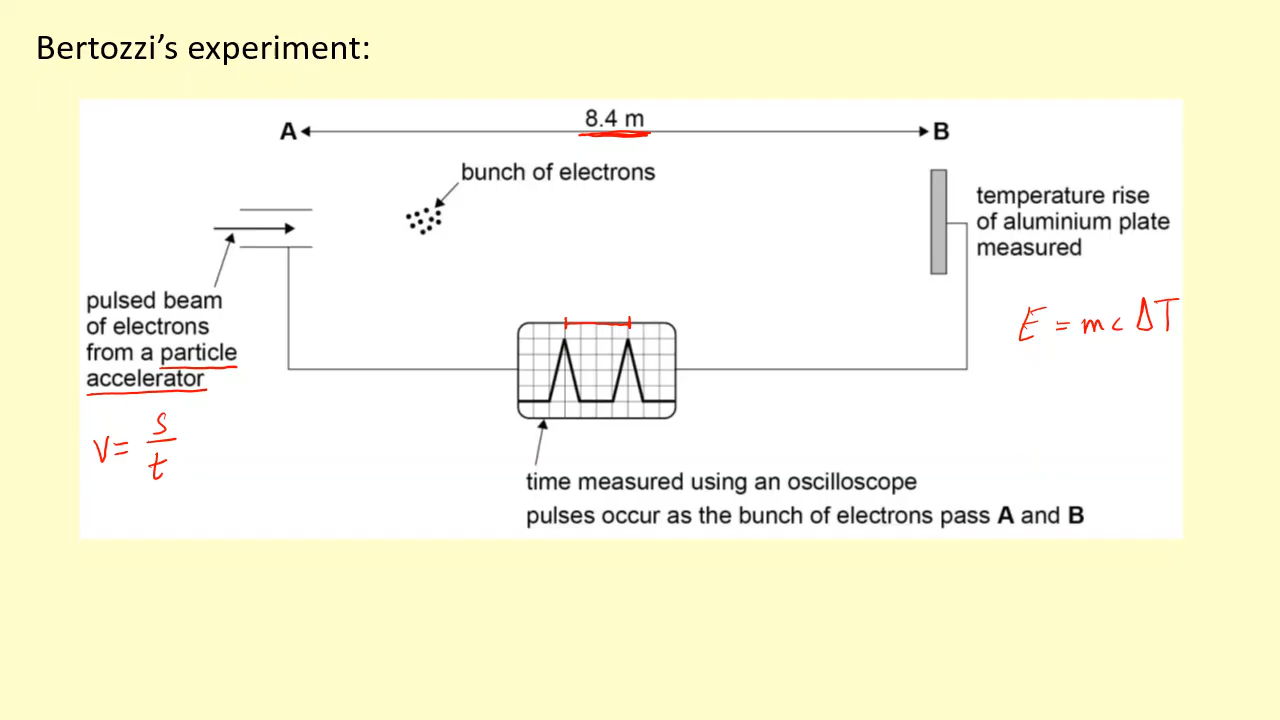 Bertozzi's experiment:
8.4 m
A
B
bunch of electrons
temperature rise
of aluminium plate
measured
pulsed beam
of electrons
from a particle
accelerator
E = mc ΔT
v = s/t
time measured using an oscilloscope
pulses occur as the bunch of electrons pass A and B